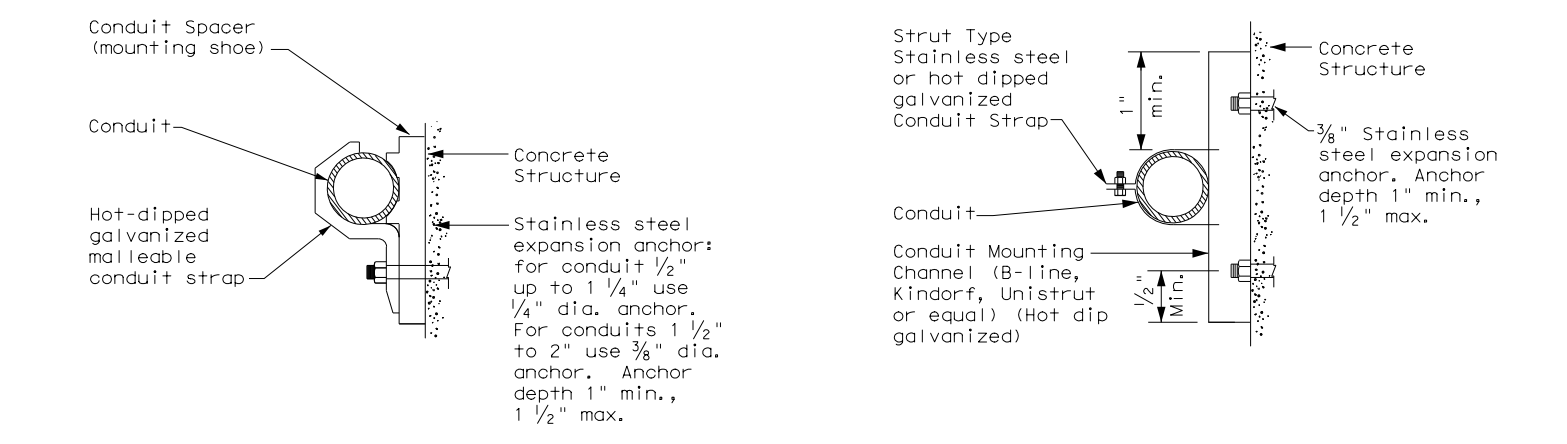 Conduit Spacer
(mounting shoe)
Conduit
Hot-dipped
galvanized
malleable
conduit strap
Concrete
Structure
Stainless steel
expansion anchor:
for conduit 1/2"
up to 1 1/4" use
1/4" dia. anchor.
For conduits 1 1/2"
to 2" use 3/8" dia.
anchor. Anchor
depth 1" min.,
1 1/2" max.
Strut Type
Stainless steel
or hot dipped
galvanized
Conduit Strap
1"
min.
Conduit
Conduit Mounting
Channel (B-line,
Kindorf, Unistrut
or equal) (Hot dip
galvanized)
1/2"
Min.
Concrete
Structure
3/8" Stainless
steel expansion
anchor. Anchor
depth 1" min.,
1 1/2" max.